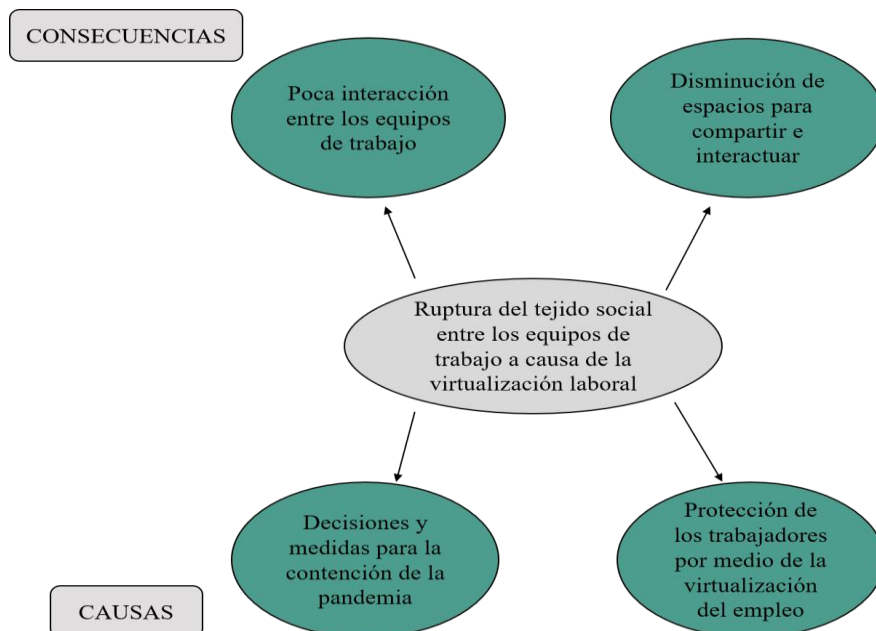 CONSECUENCIAS
Poca interacción
entre los equipos
de trabajo
Disminución de
espacios para
compartir e
interactuar
Ruptura del tejido social
entre los equipos de
trabajo a causa de la
virtualización laboral
Decisiones y
medidas para la
contención de la
pandemia
Protección de
los trabajadores
por medio de la
virtualización
del empleo
CAUSAS